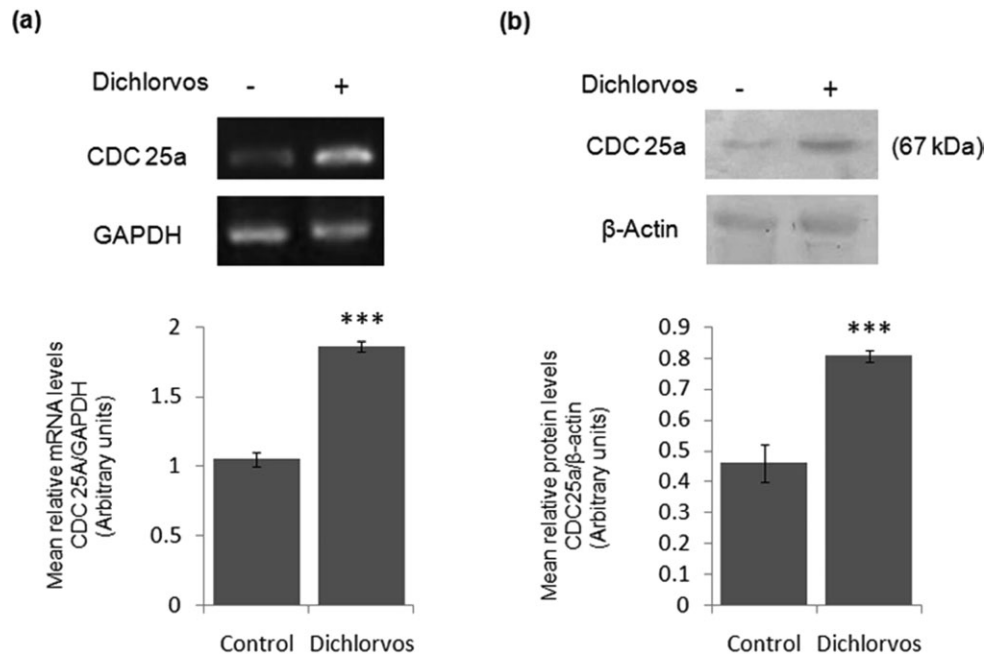 (a)
Dichlorvos - +
CDC 25a
GAPDH
Mean relative mRNA levels
CDC 25A/GAPDH
(Arbitrary units)
2
***
1.5
1
0.5
0
Control Dichlorvos
(b)
Dichlorvos - +
CDC 25a (67 kDa)
β-Actin
Mean relative protein levels
CDC25a/β-actin
(Arbitrary units)
0.9
***
0.8
0.7
0.6
0.5
0.4
0.3
0.2
0.1
0
Control Dichlorvos